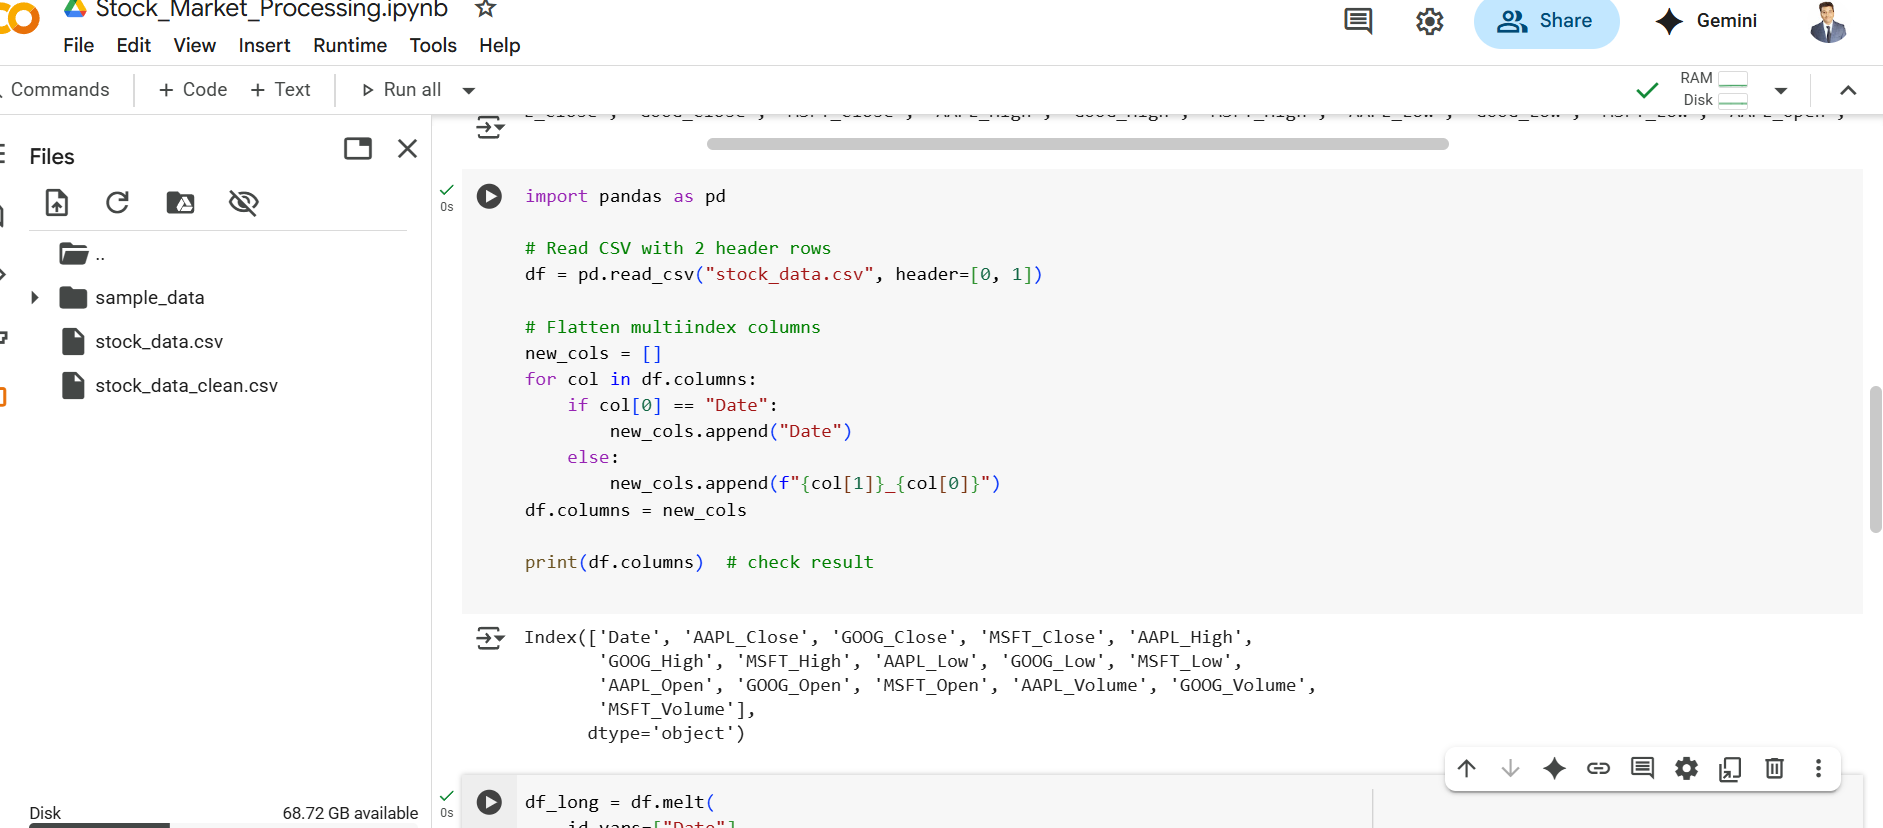 Stock_Market_Processing.ipynb
File Edit View Insert Runtime Tools Help
Share
Gemini
Commands
+ Code + Text
Run all
RAM
Disk
Files
..
sample_data
stock_data.csv
stock_data_clean.csv
Disk 68.72 GB available
0s
import pandas as pd
# Read CSV with 2 header rows
df = pd.read_csv("stock_data.csv", header=[0, 1])
# Flatten multiindex columns
new_cols = []
for col in df.columns:
    if col[0] == "Date":
        new_cols.append("Date")
    else:
        new_cols.append(f"{col[1]}_{col[0]}")
df.columns = new_cols
print(df.columns)  # check result
Index(['Date', 'AAPL_Close', 'GOOG_Close', 'MSFT_Close', 'AAPL_High',
       'GOOG_High', 'MSFT_High', 'AAPL_Low', 'GOOG_Low', 'MSFT_Low',
       'AAPL_Open', 'GOOG_Open', 'MSFT_Open', 'AAPL_Volume', 'GOOG_Volume',
       'MSFT_Volume'],
      dtype='object')
0s
df_long = df.melt(
    id_vars=["Date"]